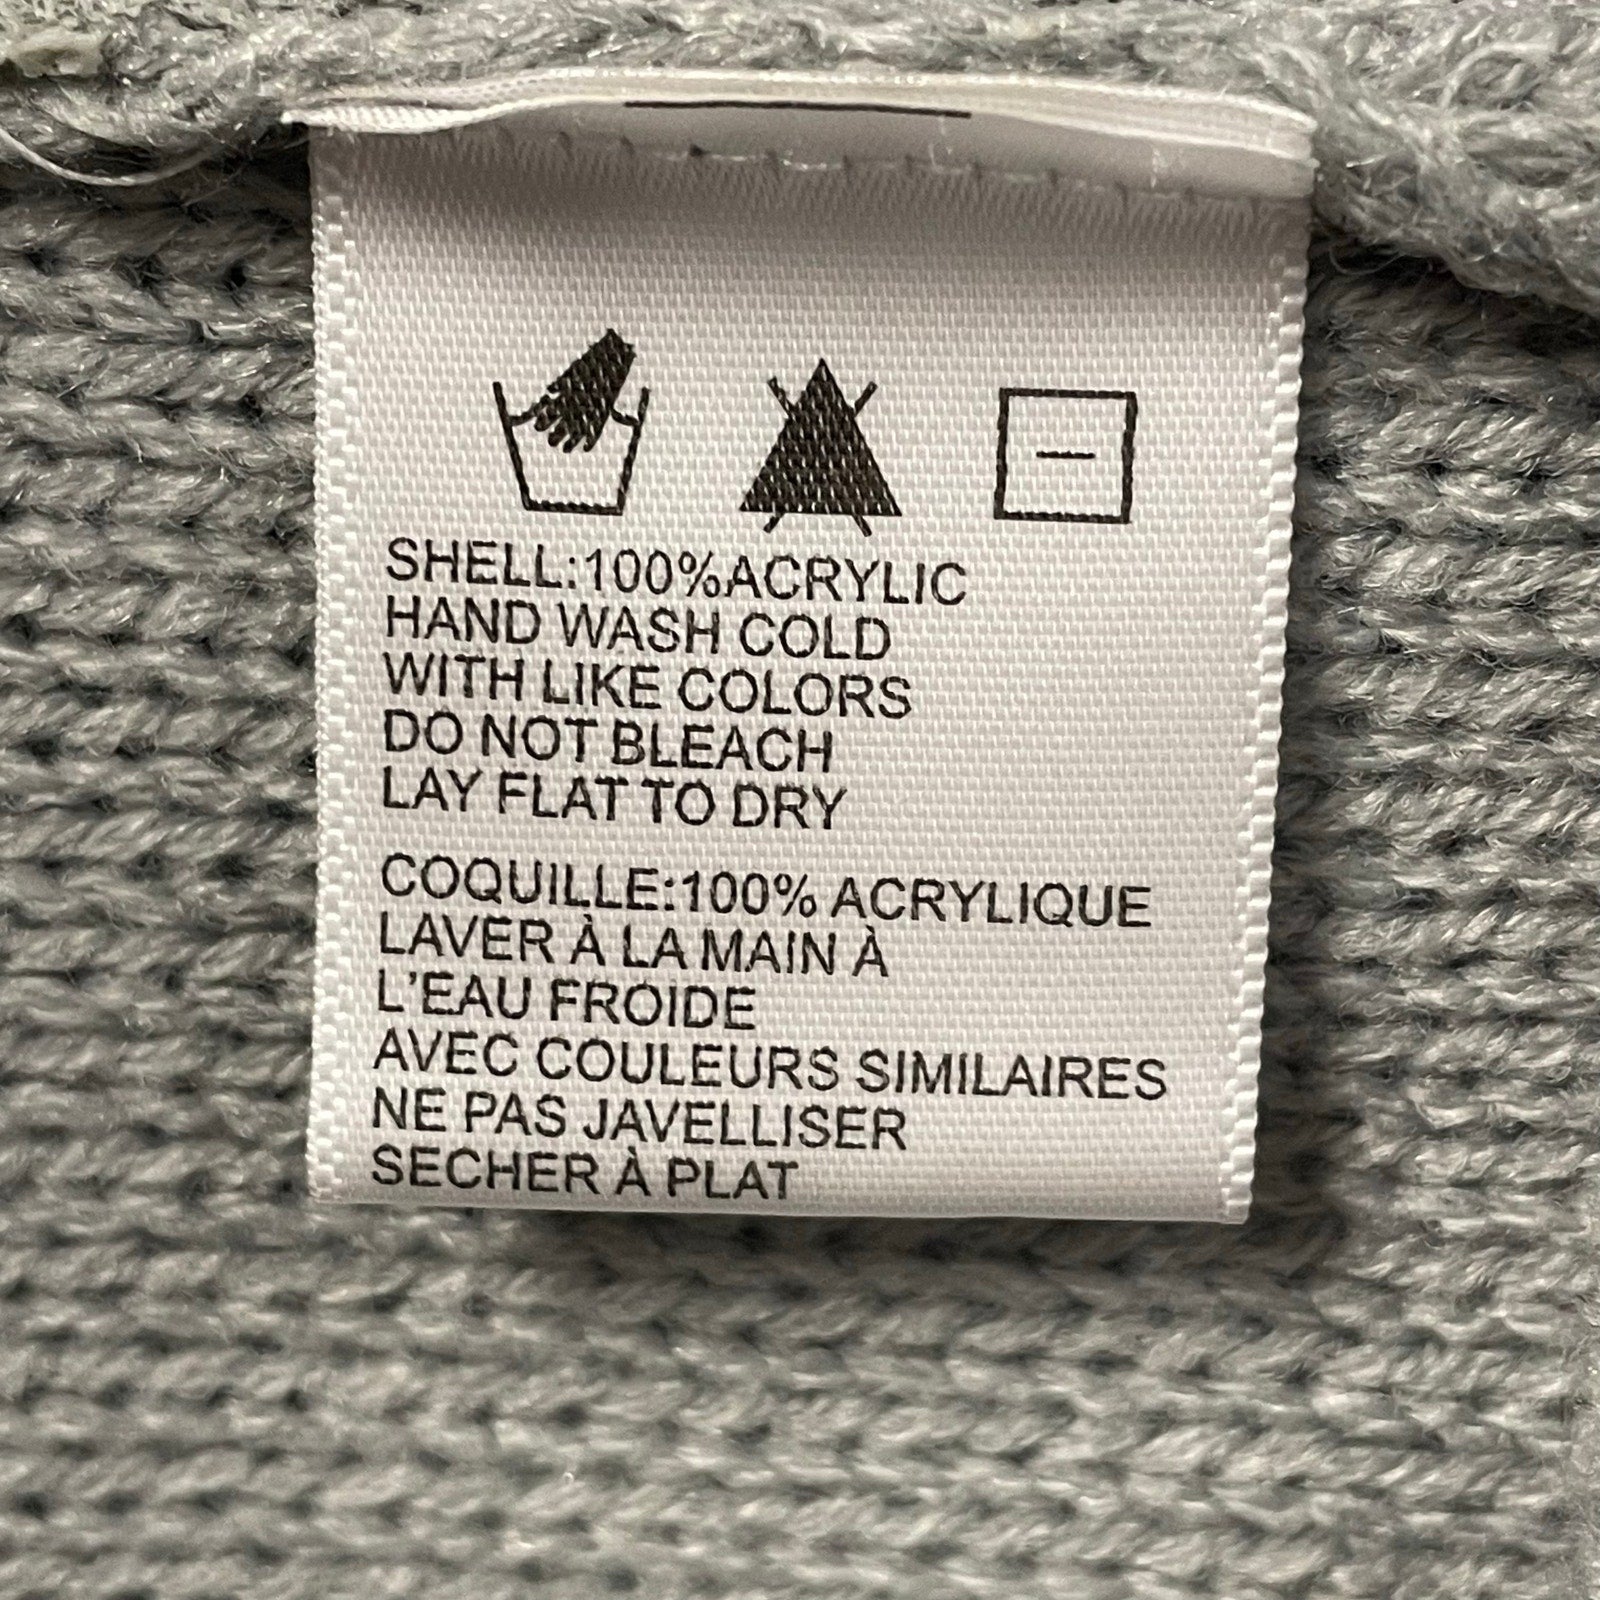 SHELL:100%ACRYLIC
HAND WASH COLD
WITH LIKE COLORS
DO NOT BLEACH
LAY FLAT TO DRY
COQUILLE:100% ACRYLIQUE
LAVER À LA MAIN À
L'EAU FROIDE
AVEC COULEURS SIMILAIRES
NE PAS JAVELLISER
SECHER À PLAT